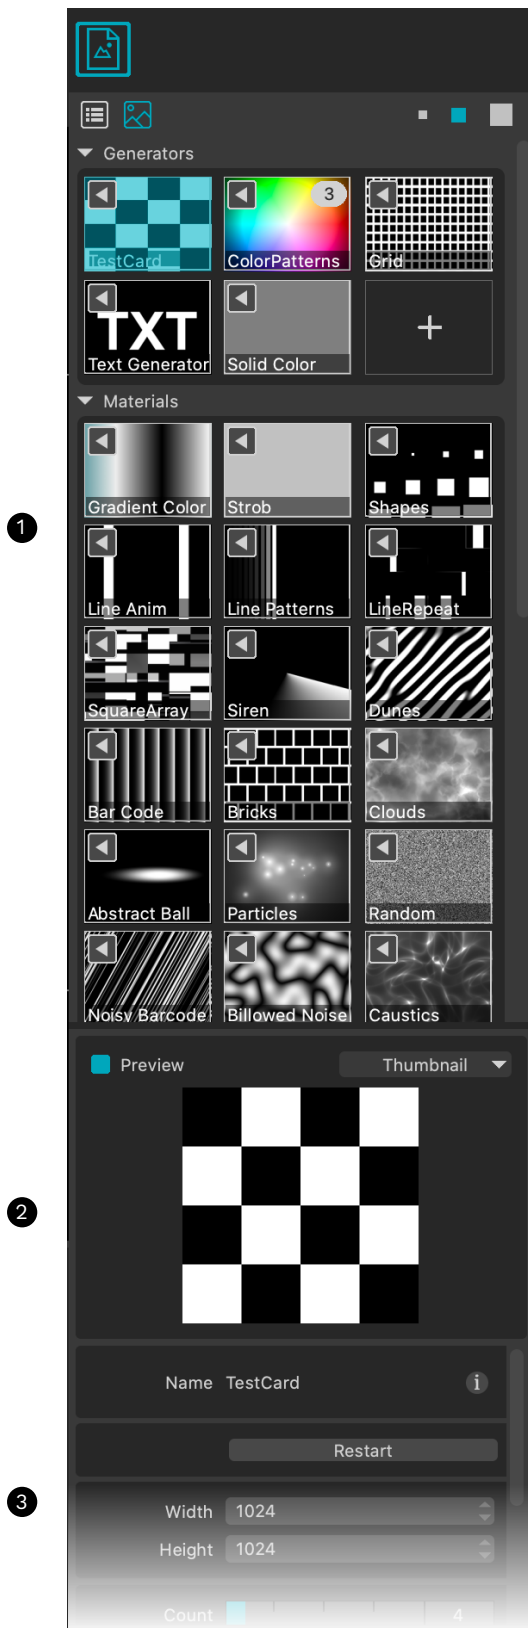 Generators
3
TestCard
ColorPatterns
Grid
TXT
Text Generator
Solid Color
Materials
Gradient Color
Strob
Shapes
1
Line Anim
Line Patterns
LineRepeat
SquareArray
Siren
Dunes
Bar Code
Bricks
Clouds
Abstract Ball
Particles
Random
Noisy Barcode
Billowed Noise
Caustics
Preview
Thumbnail
2
Name TestCard
i
Restart
3
Width 1024
Height 1024
Count 4